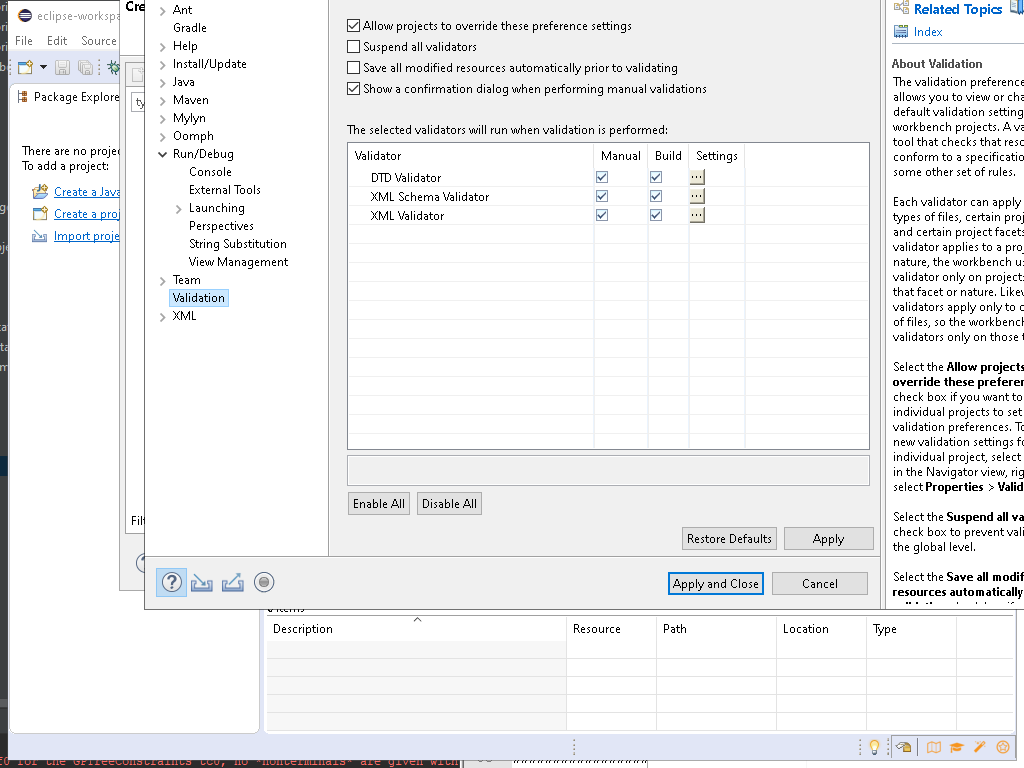 eclipse-workspa
File Edit Source
Package Explore
There are no projec
To add a project:
Create a Java
Create a proj
Import proje
Cre
ty
Filt
Ant
Gradle
Help
Install/Update
Java
Maven
Mylyn
Oomph
Run/Debug
Console
External Tools
Launching
Perspectives
String Substitution
View Management
Team
Validation
XML
Allow projects to override these preference settings
Suspend all validators
Save all modified resources automatically prior to validating
Show a confirmation dialog when performing manual validations
The selected validators will run when validation is performed:
Validator Manual Build Settings
DTD Validator
XML Schema Validator
XML Validator
Enable All Disable All
Restore Defaults Apply
Apply and Close Cancel
Related Topics
Index
About Validation
The validation preference
allows you to view or cha
default validation setting
workbench projects. A va
tool that checks that reso
conform to a specificatio
some other set of rules.
Each validator can apply
types of files, certain proj
and certain project facets
validator applies to a proj
nature, the workbench u
validator only on projects
that facet or nature. Likew
validators apply only to c
of files, so the workbench
validators only on those t
Select the Allow projects
override these preferen
check box if you want to
individual projects to set
validation preferences. To
new validation settings fo
individual project, select
in the Navigator view, rig
select Properties > Valid
Select the Suspend all va
check box to prevent vali
the global level.
Select the Save all modif
resources automatically
Description Resource Path Location Type
for the GPTreeConstraints tc0, no "nonterminals" are given with